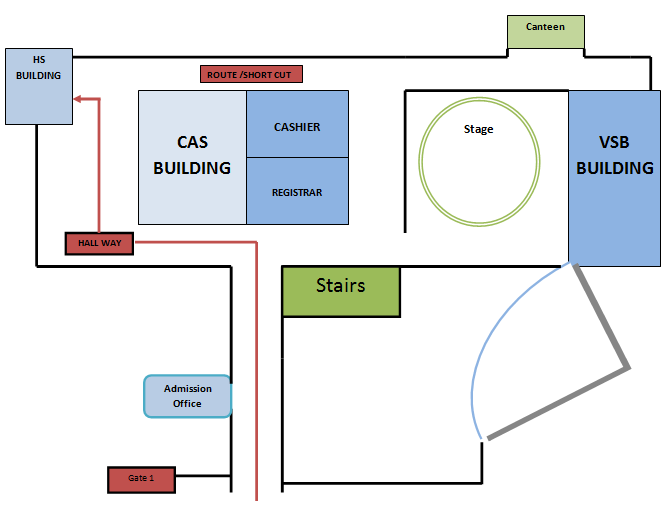 Canteen
HS
BUILDING
ROUTE /SHORT CUT
CAS
BUILDING
CASHIER
REGISTRAR
Stage
VSB
BUILDING
HALL WAY
Stairs
Admission
Office
Gate 1